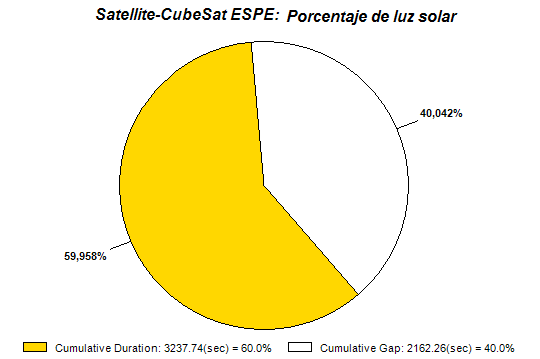 Satellite-CubeSat ESPE: Porcentaje de luz solar
40,042%
59,958%
Cumulative Duration: 3237.74(sec) = 60.0% Cumulative Gap: 2162.26(sec) = 40.0%